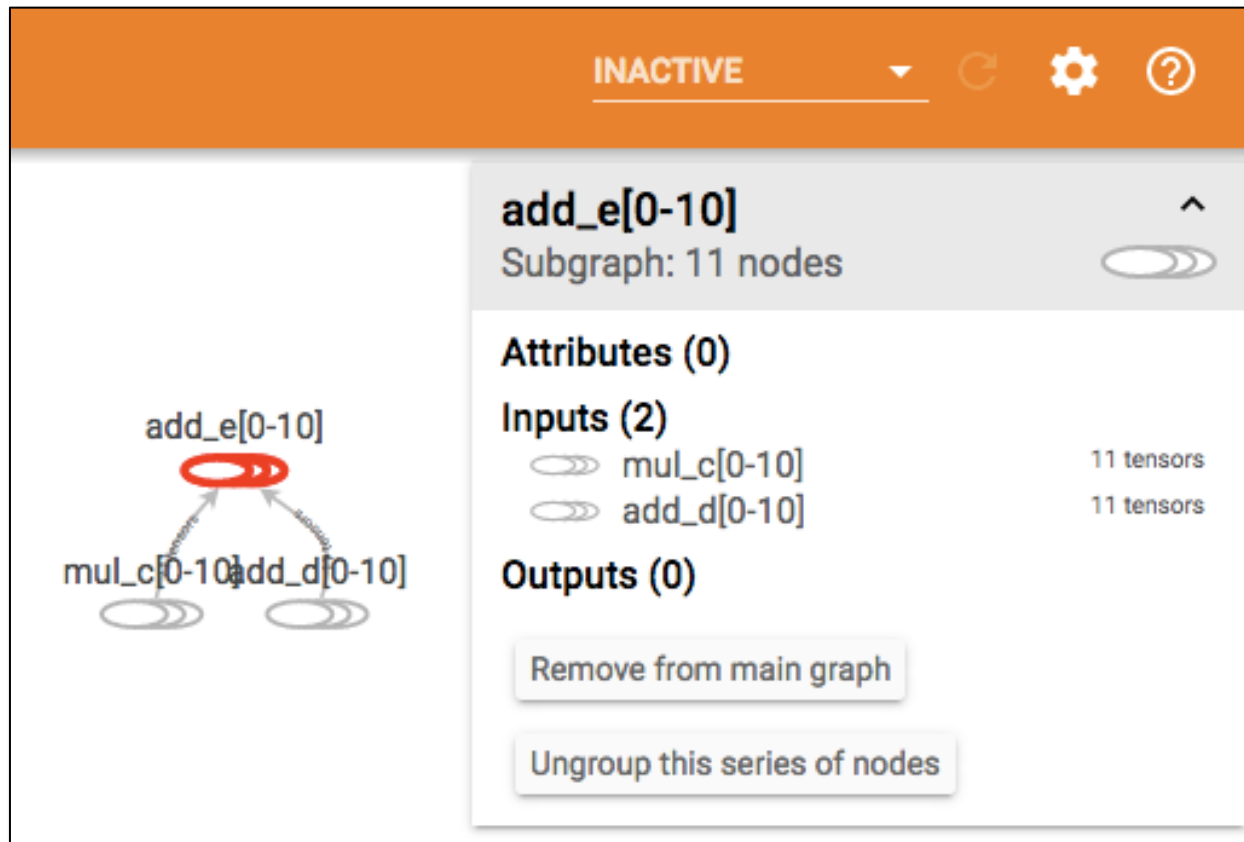 INACTIVE
add_e[0-10]
Subgraph: 11 nodes
Attributes (0)
Inputs (2)
mul_c[0-10] 11 tensors
add_d[0-10] 11 tensors
Outputs (0)
Remove from main graph
Ungroup this series of nodes
add_e[0-10]
tensors
tensors
mul_c[0-10]
add_d[0-10]